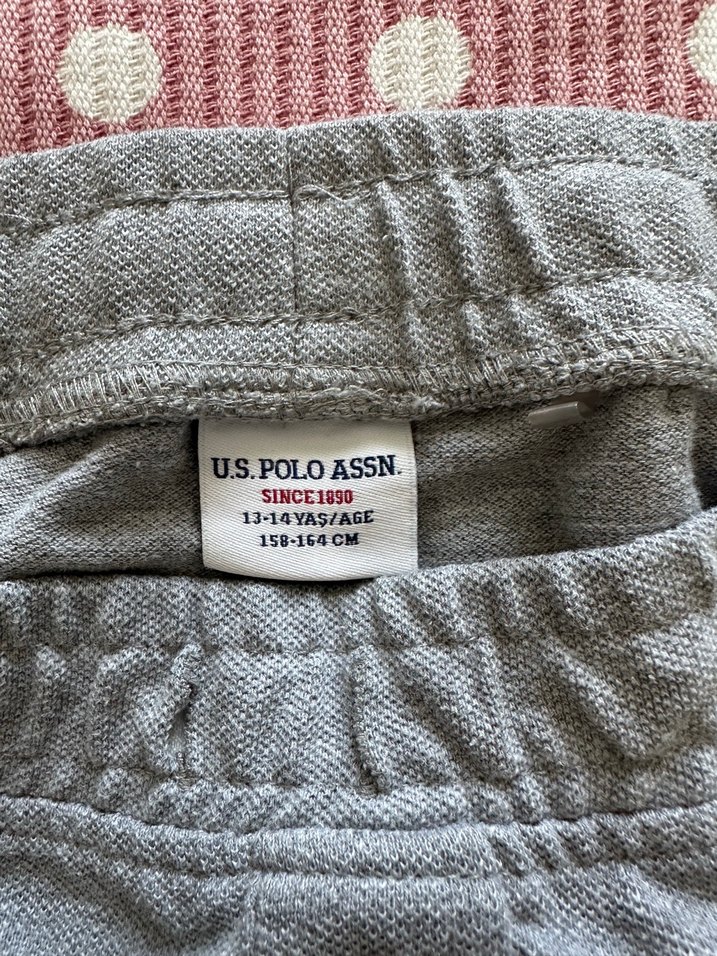 U.S. POLO ASSN.
SINCE 1890
13-14 YAŞ/AGE
158-164 CM